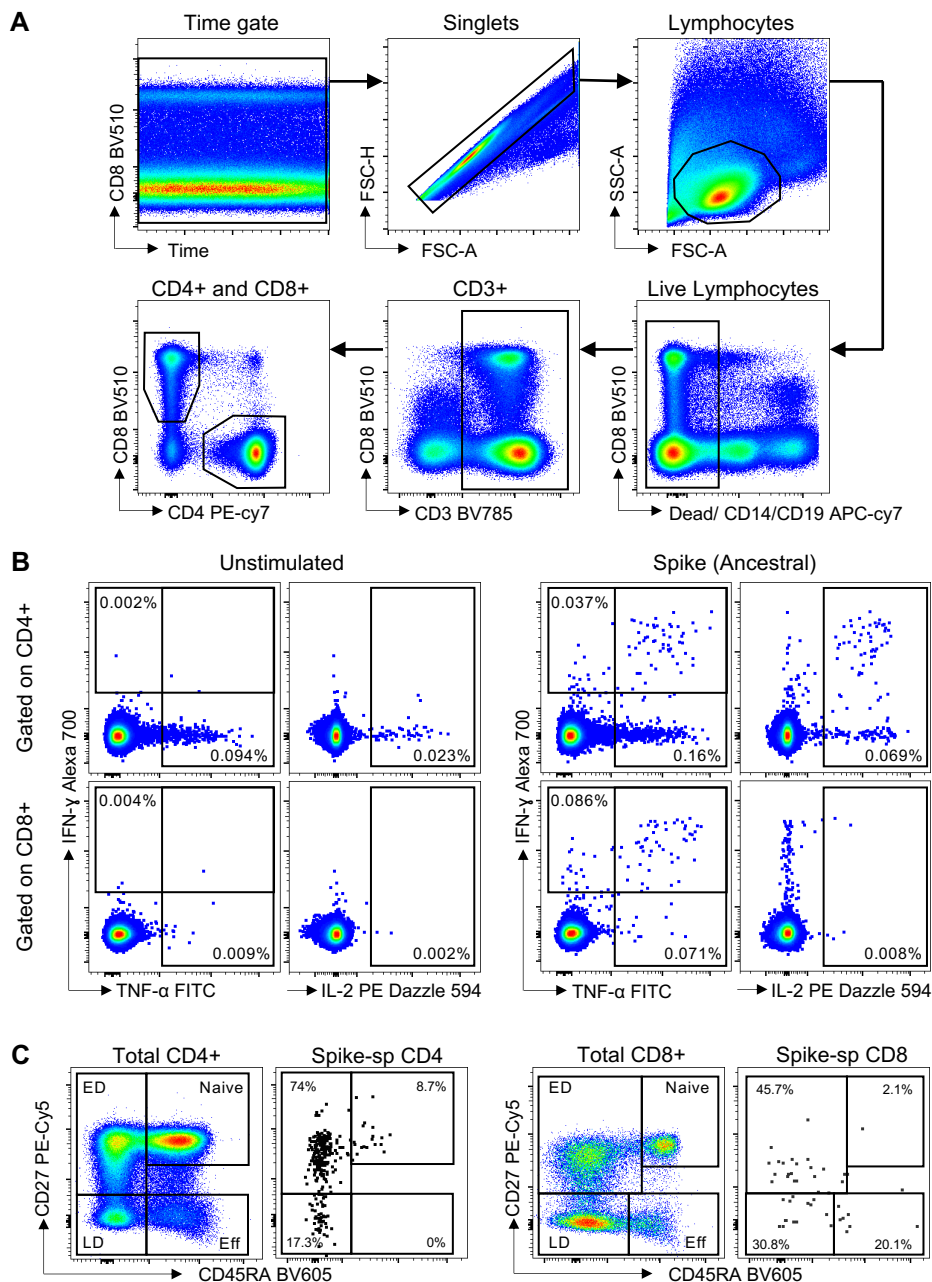 A
Time gate
Singlets
Lymphocytes
CD8 BV510
Time
FSC-H
FSC-A
SSC-A
FSC-A
CD4+ and CD8+
CD3+
Live Lymphocytes
CD8 BV510
CD4 PE-cy7
CD8 BV510
CD3 BV785
CD8 BV510
Dead/ CD14/CD19 APC-cy7
B
Unstimulated
Spike (Ancestral)
Gated on CD4+
0.002%
0.094%
0.023%
0.037%
0.16%
0.069%
Gated on CD8+
IFN-γ Alexa 700
0.004%
0.009%
0.002%
IFN-γ Alexa 700
0.086%
0.071%
0.008%
TNF-α FITC
IL-2 PE Dazzle 594
TNF-α FITC
IL-2 PE Dazzle 594
C
Total CD4+
Spike-sp CD4
Total CD8+
Spike-sp CD8
CD27 PE-Cy5
ED
Naive
LD
Eff
74%
8.7%
17.3%
0%
CD45RA BV605
CD27 PE-Cy5
ED
Naive
LD
Eff
45.7%
2.1%
30.8%
20.1%
CD45RA BV605